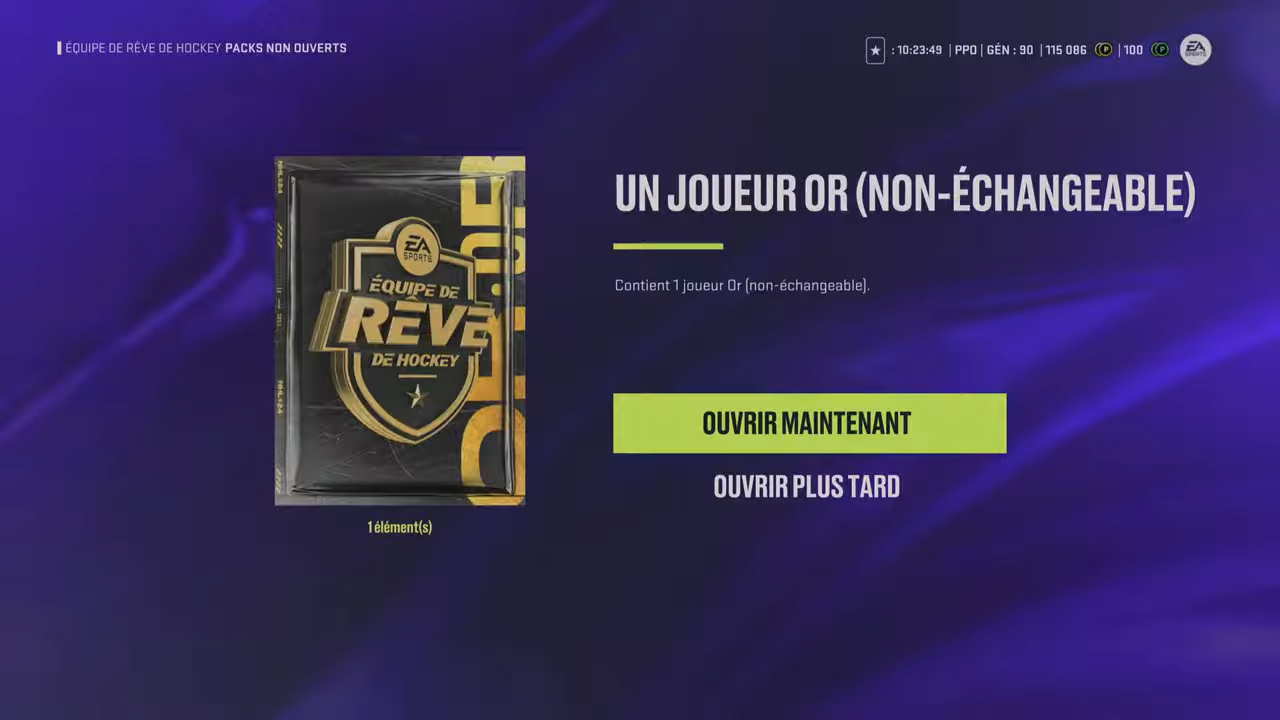 ÉQUIPE DE RÊVE DE HOCKEY PACKS NON OUVERTS
: 10:23:49 | PPO | GÉN : 90 | 115 086 | 100
EA SPORTS
UN JOUEUR OR (NON-ÉCHANGEABLE)
Contient 1 joueur Or (non-échangeable).
EA SPORTS
ÉQUIPE DE
RÊVE
DE HOCKEY
OUVRIR MAINTENANT
OUVRIR PLUS TARD
1 élément(s)